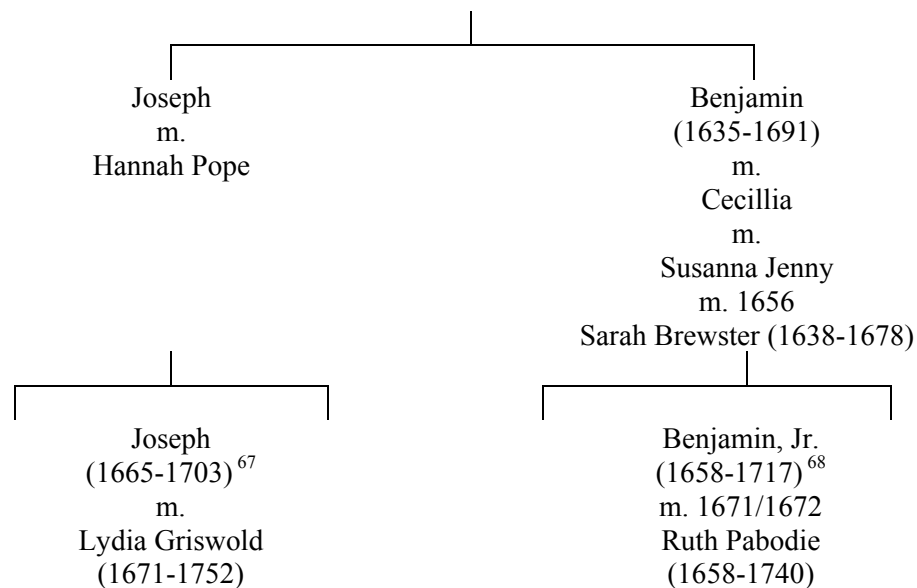 Joseph
m.
Hannah Pope
Benjamin
(1635-1691)
m.
Cecillia
m.
Susanna Jenny
m. 1656
Sarah Brewster (1638-1678)
Joseph
(1665-1703) 67
m.
Lydia Griswold
(1671-1752)
Benjamin, Jr.
(1658-1717) 68
m. 1671/1672
Ruth Pabodie
(1658-1740)